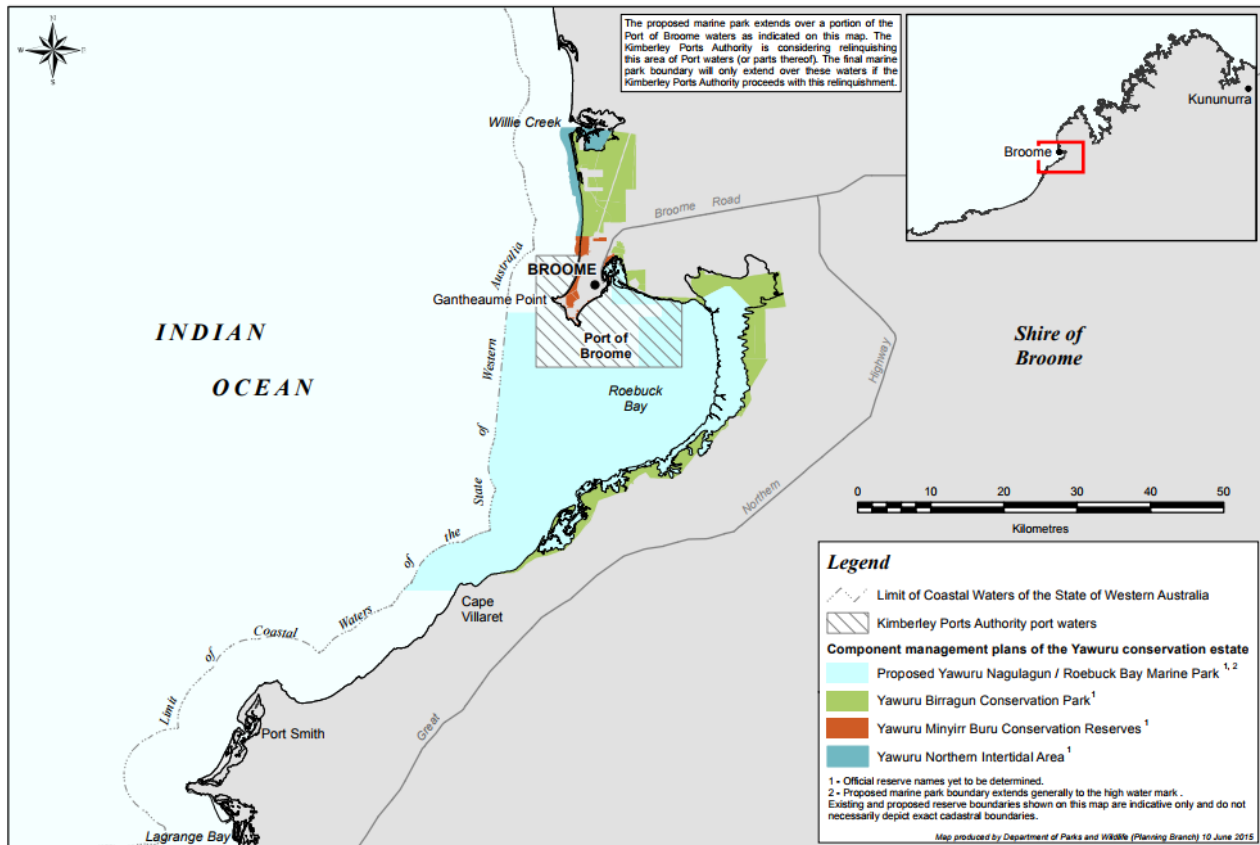 N
W
E
S
The proposed marine park extends over a portion of the
Port of Broome waters as indicated on this map. The
Kimberley Ports Authority is considering relinquishing
this area of Port waters (or parts thereof). The final marine
park boundary will only extend over these waters if the
Kimberley Ports Authority proceeds with this relinquishment.
Kununurra
Broome
Willie Creek
Broome Road
BROOME
Gantheaume Point
Port of
Broome
INDIAN
OCEAN
Shire of
Broome
Roebuck
Bay
Great Northern Highway
Limit of Coastal Waters of the State of Western Australia
Cape
Villaret
Port Smith
Lagrange Bay
0 10 20 30 40 50
Kilometres
Legend
Limit of Coastal Waters of the State of Western Australia
Kimberley Ports Authority port waters
Component management plans of the Yawuru conservation estate
Proposed Yawuru Nagulagun / Roebuck Bay Marine Park 1, 2
Yawuru Birragun Conservation Park 1
Yawuru Minyirr Buru Conservation Reserves 1
Yawuru Northern Intertidal Area 1
1 - Official reserve names yet to be determined.
2 - Proposed marine park boundary extends generally to the high water mark .
Existing and proposed reserve boundaries shown on this map are indicative only and do not
necessarily depict exact cadastral boundaries.
Map produced by Department of Parks and Wildlife (Planning Branch) 10 June 2015